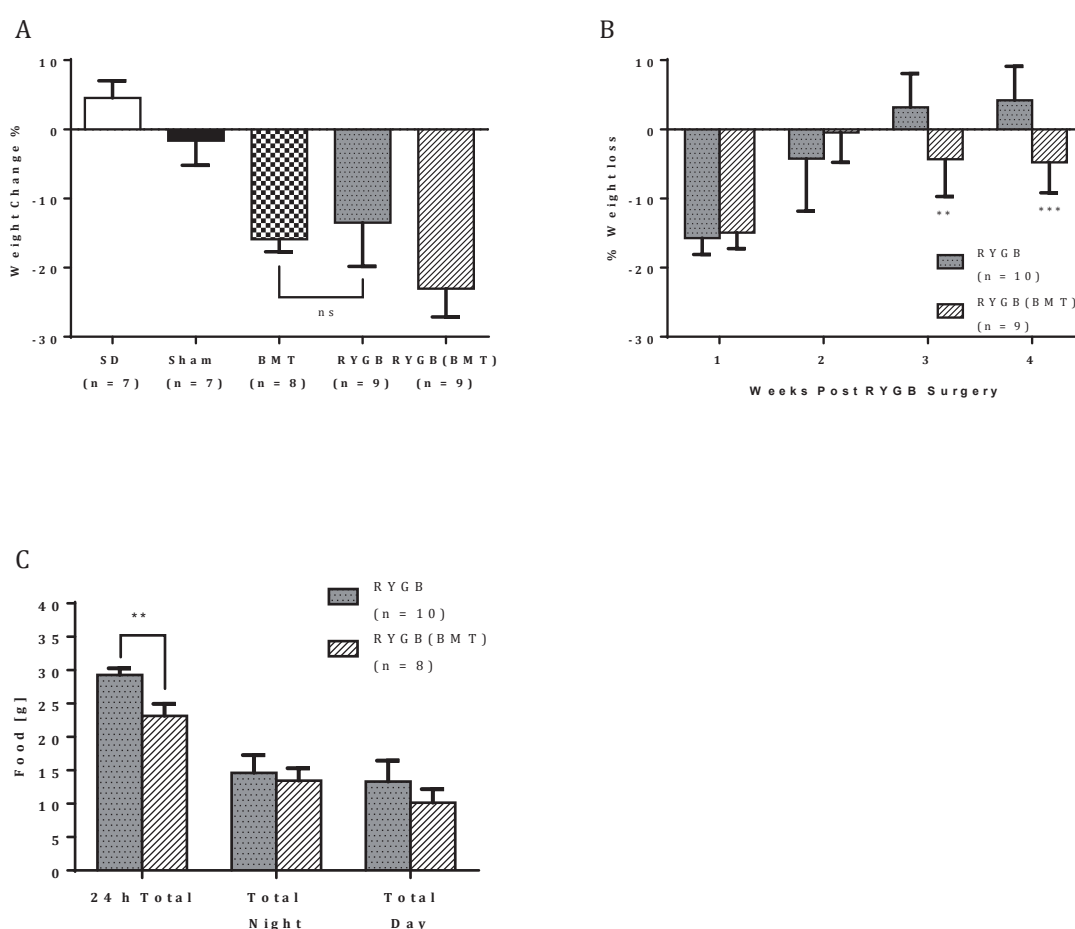 A
Weight Change %
10
0
-10
-20
-30
ns
SD Sham BMT RYGB RYGB(BMT)
(n = 7) (n = 7) (n = 8) (n = 9) (n = 9)
B
% Weight loss
10
0
-10
-20
-30
** ***
RYGB
(n = 10)
RYGB(BMT)
(n = 9)
1 2 3 4
Weeks Post RYGB Surgery
C
RYGB
(n = 10)
RYGB(BMT)
(n = 8)
Food [g]
40
35
30
25
20
15
10
5
0
**
24 h Total Total Total
Night Day